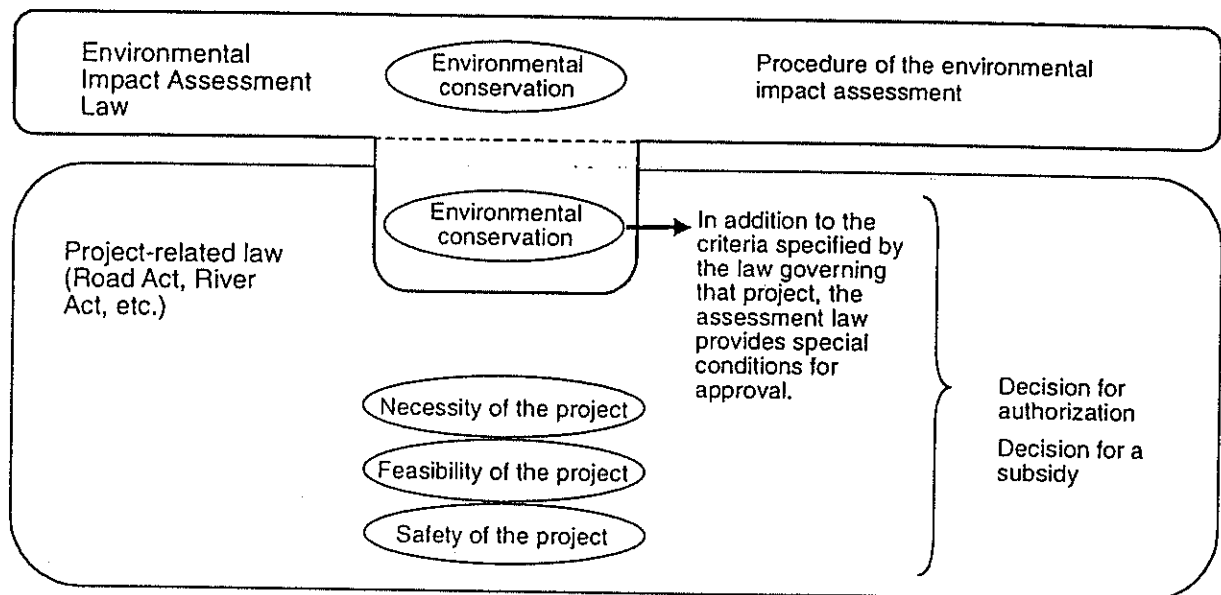 Environmental
Impact Assessment
Law
Environmental
conservation
Procedure of the environmental
impact assessment
Project-related law
(Road Act, River
Act, etc.)
Environmental
conservation
In addition to the
criteria specified by
the law governing
that project, the
assessment law
provides special
conditions for
approval.
Necessity of the project
Feasibility of the project
Safety of the project
Decision for
authorization
Decision for a
subsidy